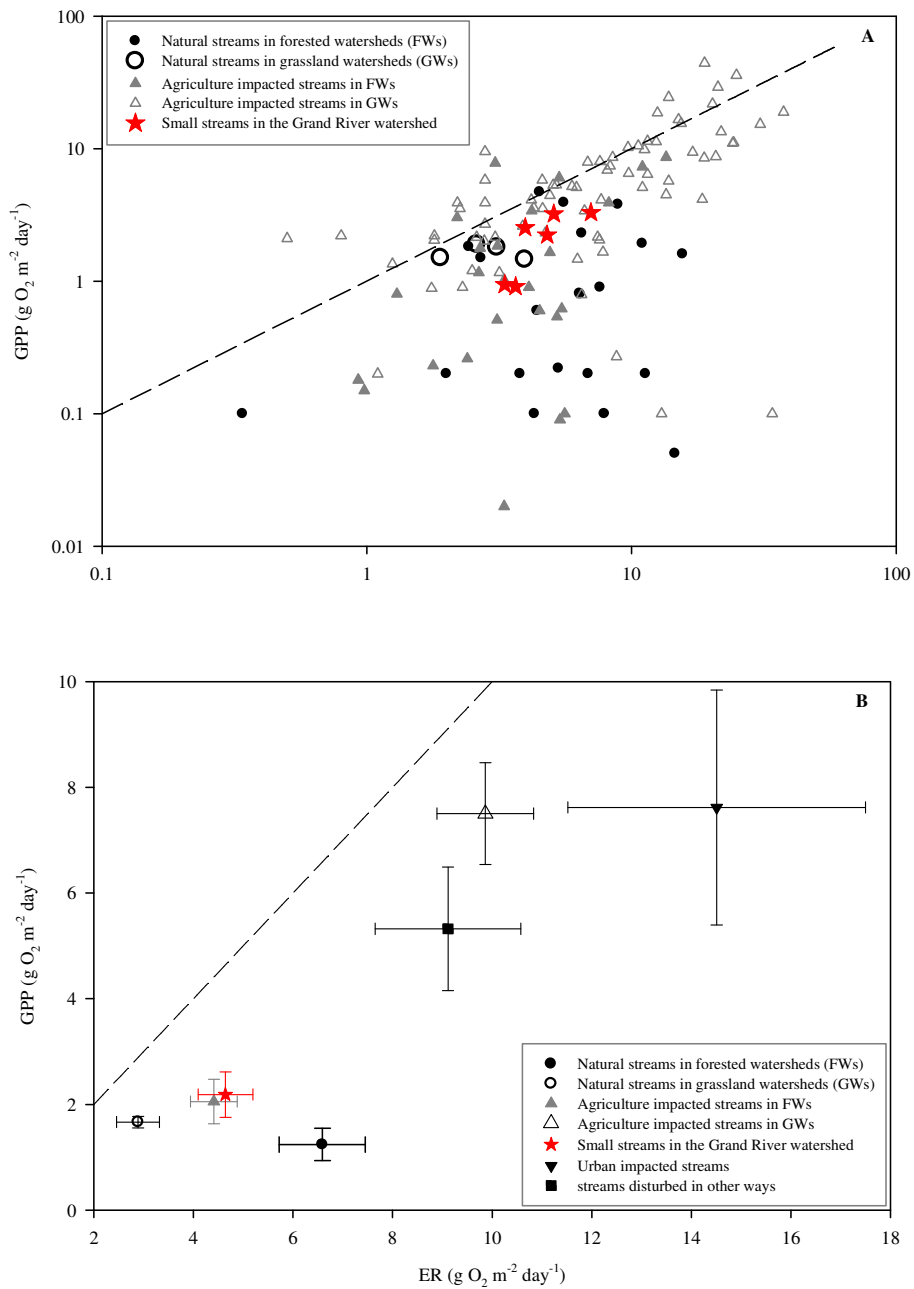 100
10
1
0.1
0.01
GPP (g O₂ m⁻² day⁻¹)
A
Natural streams in forested watersheds (FWs)
Natural streams in grassland watersheds (GWs)
Agriculture impacted streams in FWs
Agriculture impacted streams in GWs
Small streams in the Grand River watershed
0.1 1 10 100
10
8
6
4
2
0
GPP (g O₂ m⁻² day⁻¹)
B
Natural streams in forested watersheds (FWs)
Natural streams in grassland watersheds (GWs)
Agriculture impacted streams in FWs
Agriculture impacted streams in GWs
Small streams in the Grand River watershed
Urban impacted streams
streams disturbed in other ways
2 4 6 8 10 12 14 16 18
ER (g O₂ m⁻² day⁻¹)